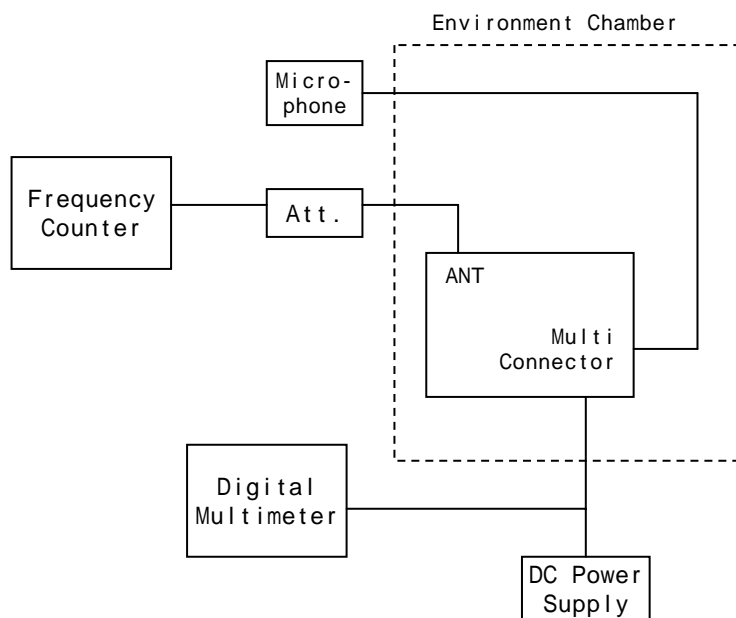 Environment Chamber
Micro-
phone
Frequency
Counter
Att.
ANT
Multi
Connector
Digital
Multimeter
DC Power
Supply